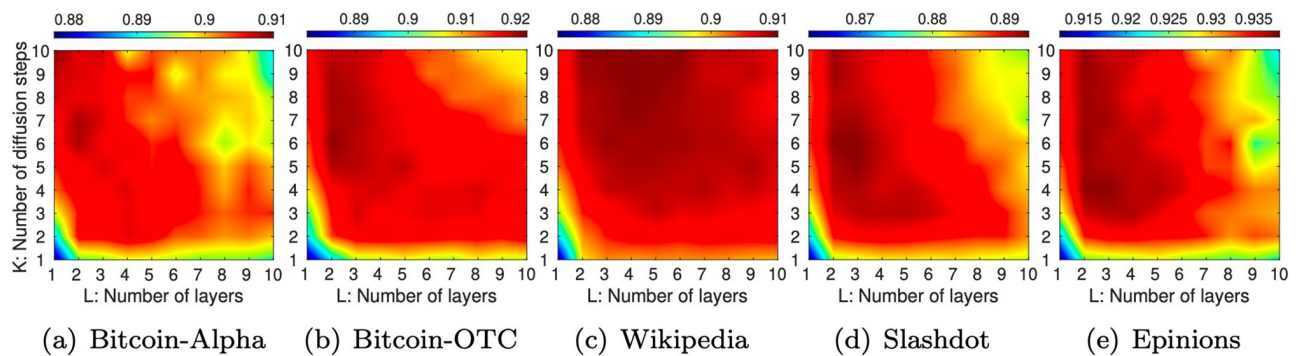 0.88 0.89 0.9 0.91
0.89 0.9 0.91 0.92
0.88 0.89 0.9 0.91
0.87 0.88 0.89
0.915 0.92 0.925 0.93 0.935
K: Number of diffusion steps
10
9
8
7
6
5
4
3
2
1
1 2 3 4 5 6 7 8 9 10
L: Number of layers
10
9
8
7
6
5
4
3
2
1
1 2 3 4 5 6 7 8 9 10
L: Number of layers
10
9
8
7
6
5
4
3
2
1
1 2 3 4 5 6 7 8 9 10
L: Number of layers
10
9
8
7
6
5
4
3
2
1
1 2 3 4 5 6 7 8 9 10
L: Number of layers
10
9
8
7
6
5
4
3
2
1
1 2 3 4 5 6 7 8 9 10
L: Number of layers
(a) Bitcoin-Alpha
(b) Bitcoin-OTC
(c) Wikipedia
(d) Slashdot
(e) Epinions